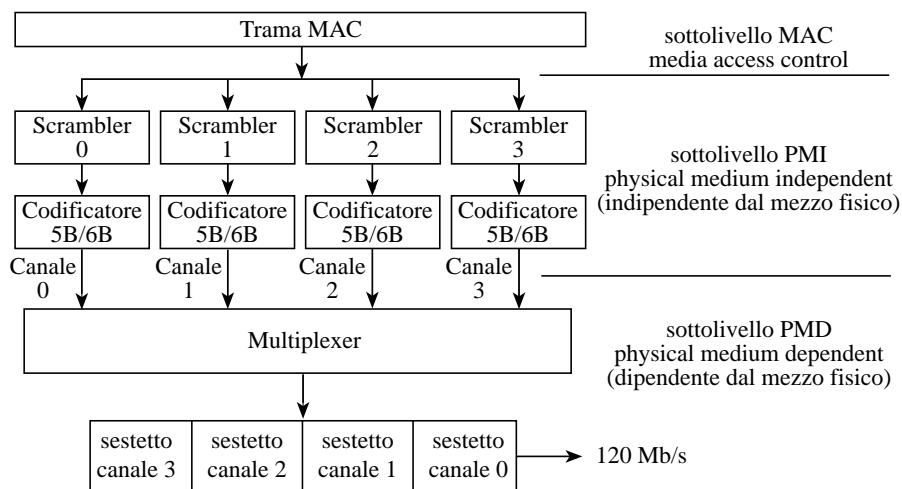 Trama MAC
sottolivello MAC
media access control
Scrambler
0
Scrambler
1
Scrambler
2
Scrambler
3
sottolivello PMI
physical medium independent
(indipendente dal mezzo fisico)
Codificatore
5B/6B
Codificatore
5B/6B
Codificatore
5B/6B
Codificatore
5B/6B
Canale
0
Canale
1
Canale
2
Canale
3
Multiplexer
sottolivello PMD
physical medium dependent
(dipendente dal mezzo fisico)
sestetto
canale 3
sestetto
canale 2
sestetto
canale 1
sestetto
canale 0
120 Mb/s